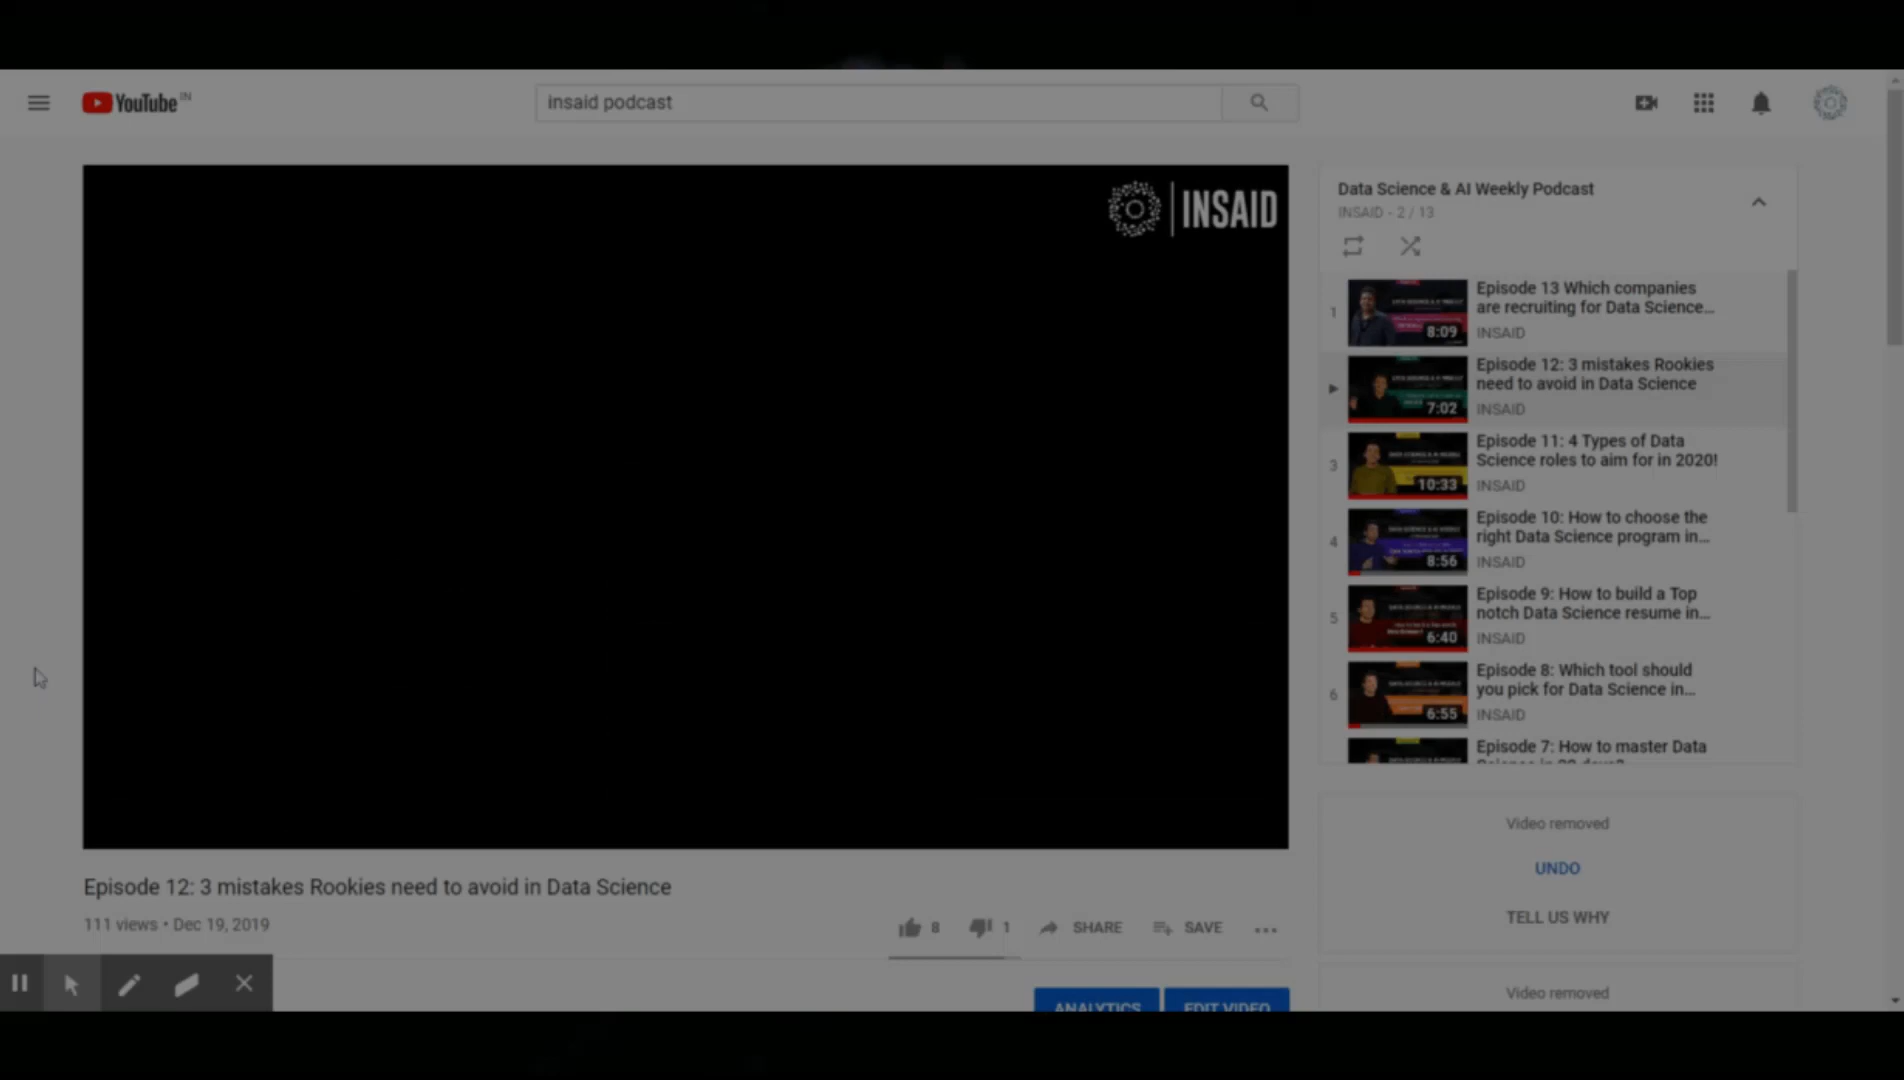 YouTube IN
insaid podcast
INSAID
Data Science & AI Weekly Podcast
INSAID - 2 / 13
1
8:09
Episode 13 Which companies
are recruiting for Data Science...
INSAID
7:02
Episode 12: 3 mistakes Rookies
need to avoid in Data Science
INSAID
3
10:33
Episode 11: 4 Types of Data
Science roles to aim for in 2020!
INSAID
4
8:56
Episode 10: How to choose the
right Data Science program in...
INSAID
5
6:40
Episode 9: How to build a Top
notch Data Science resume in...
INSAID
6
6:55
Episode 8: Which tool should
you pick for Data Science in...
INSAID
Episode 7: How to master Data
Video removed
UNDO
TELL US WHY
Video removed
Episode 12: 3 mistakes Rookies need to avoid in Data Science
111 views • Dec 19, 2019
8
1
SHARE
SAVE
ANALYTICS
EDIT VIDEO